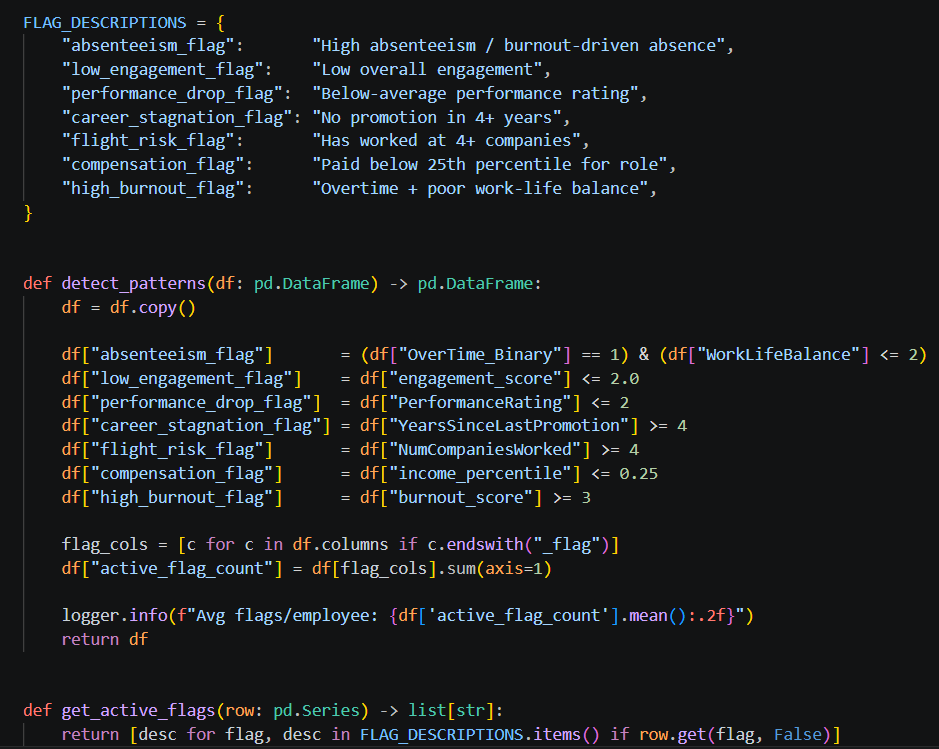 FLAG_DESCRIPTIONS = {
    "absenteeism_flag":       "High absenteeism / burnout-driven absence",
    "low_engagement_flag":    "Low overall engagement",
    "performance_drop_flag":  "Below-average performance rating",
    "career_stagnation_flag": "No promotion in 4+ years",
    "flight_risk_flag":       "Has worked at 4+ companies",
    "compensation_flag":      "Paid below 25th percentile for role",
    "high_burnout_flag":      "Overtime + poor work-life balance",
}
def detect_patterns(df: pd.DataFrame) -> pd.DataFrame:
    df = df.copy()
    df["absenteeism_flag"]       = (df["OverTime_Binary"] == 1) & (df["WorkLifeBalance"] <= 2)
    df["low_engagement_flag"]    = df["engagement_score"] <= 2.0
    df["performance_drop_flag"]  = df["PerformanceRating"] <= 2
    df["career_stagnation_flag"] = df["YearsSinceLastPromotion"] >= 4
    df["flight_risk_flag"]       = df["NumCompaniesWorked"] >= 4
    df["compensation_flag"]      = df["income_percentile"] <= 0.25
    df["high_burnout_flag"]      = df["burnout_score"] >= 3
    flag_cols = [c for c in df.columns if c.endswith("_flag")]
    df["active_flag_count"] = df[flag_cols].sum(axis=1)
    logger.info(f"Avg flags/employee: {df['active_flag_count'].mean():.2f}")
    return df
def get_active_flags(row: pd.Series) -> list[str]:
    return [desc for flag, desc in FLAG_DESCRIPTIONS.items() if row.get(flag, False)]